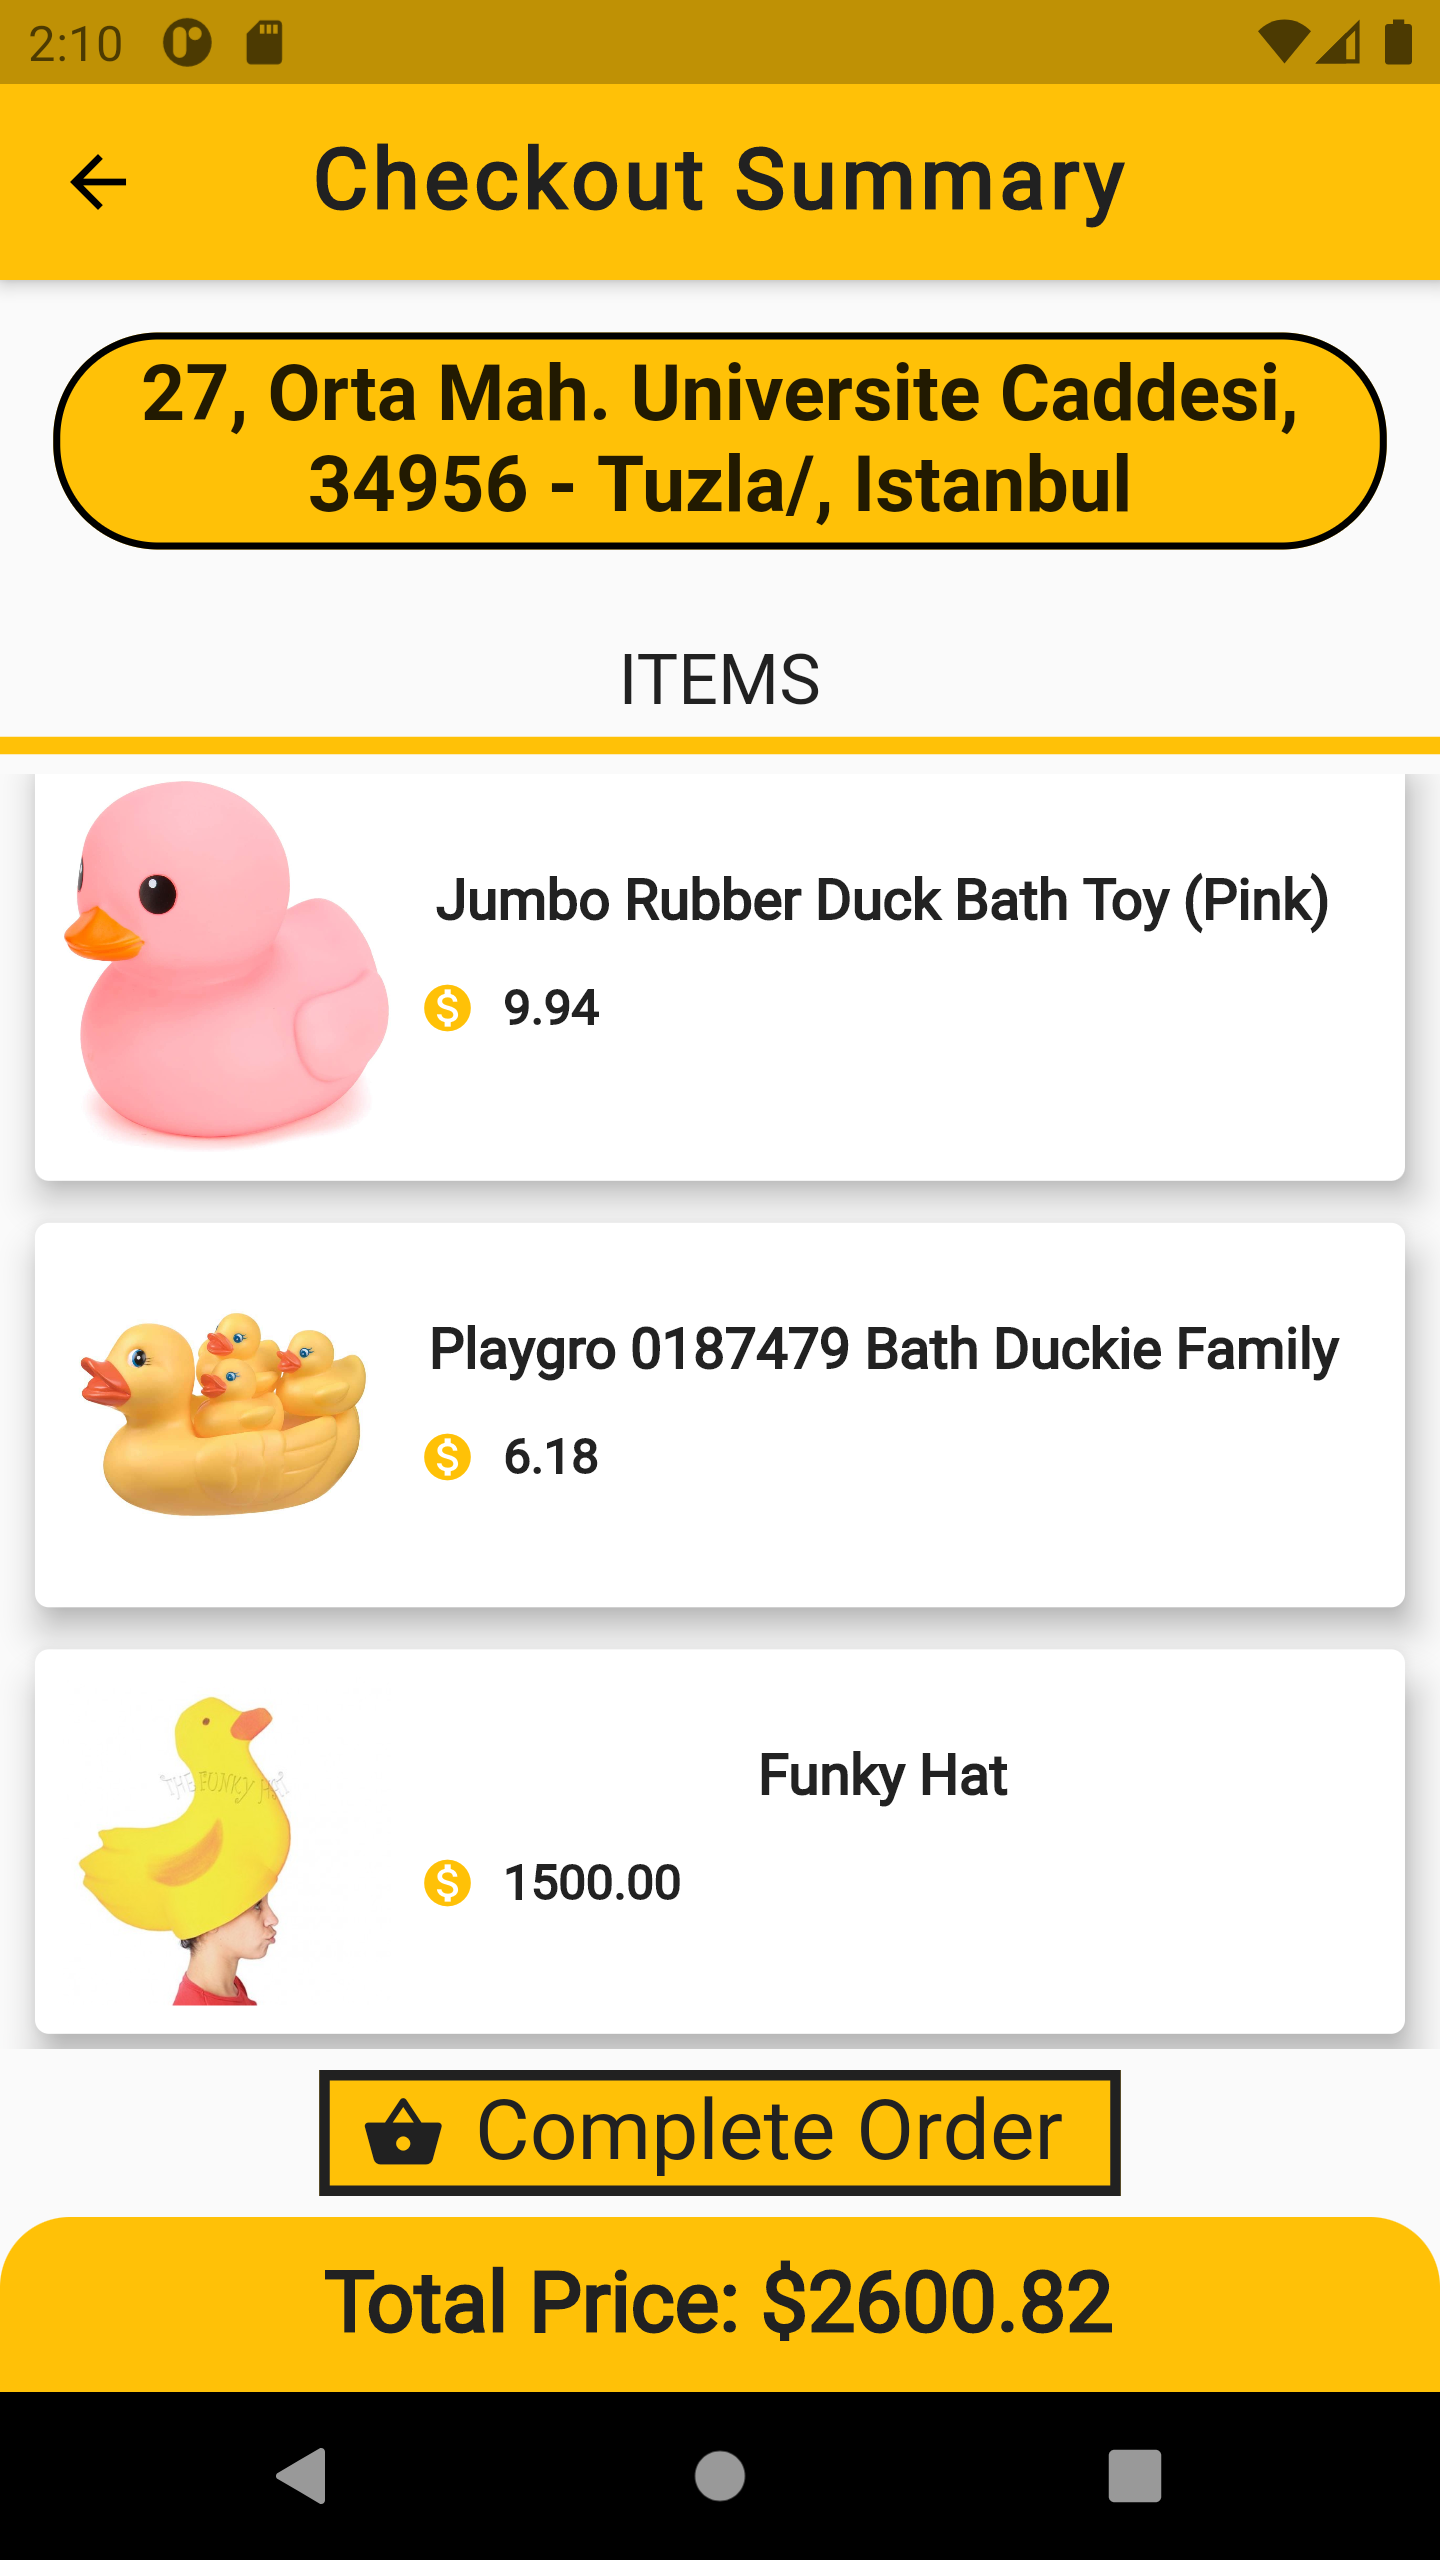 2:10
Checkout Summary
27, Orta Mah. Universite Caddesi,
34956 - Tuzla/, Istanbul
ITEMS
Jumbo Rubber Duck Bath Toy (Pink)
$ 9.94
Playgro 0187479 Bath Duckie Family
$ 6.18
THE FUNKY HAT
Funky Hat
$ 1500.00
Complete Order
Total Price: $2600.82